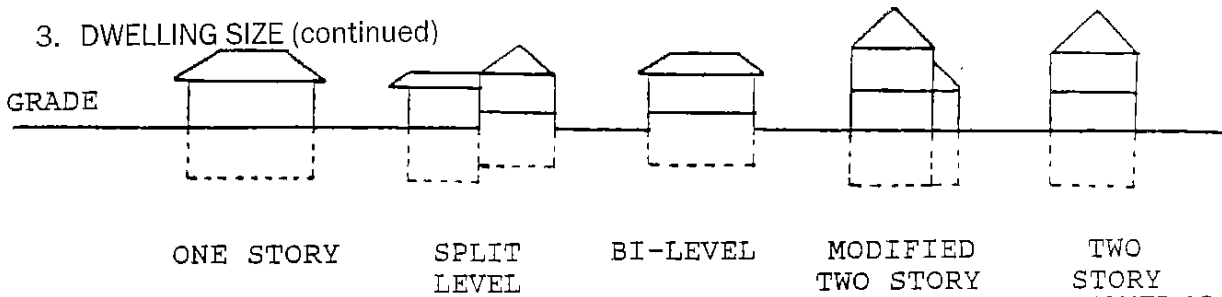 3. DWELLING SIZE (continued)
GRADE
ONE STORY
SPLIT
LEVEL
BI-LEVEL
MODIFIED
TWO STORY
TWO
STORY